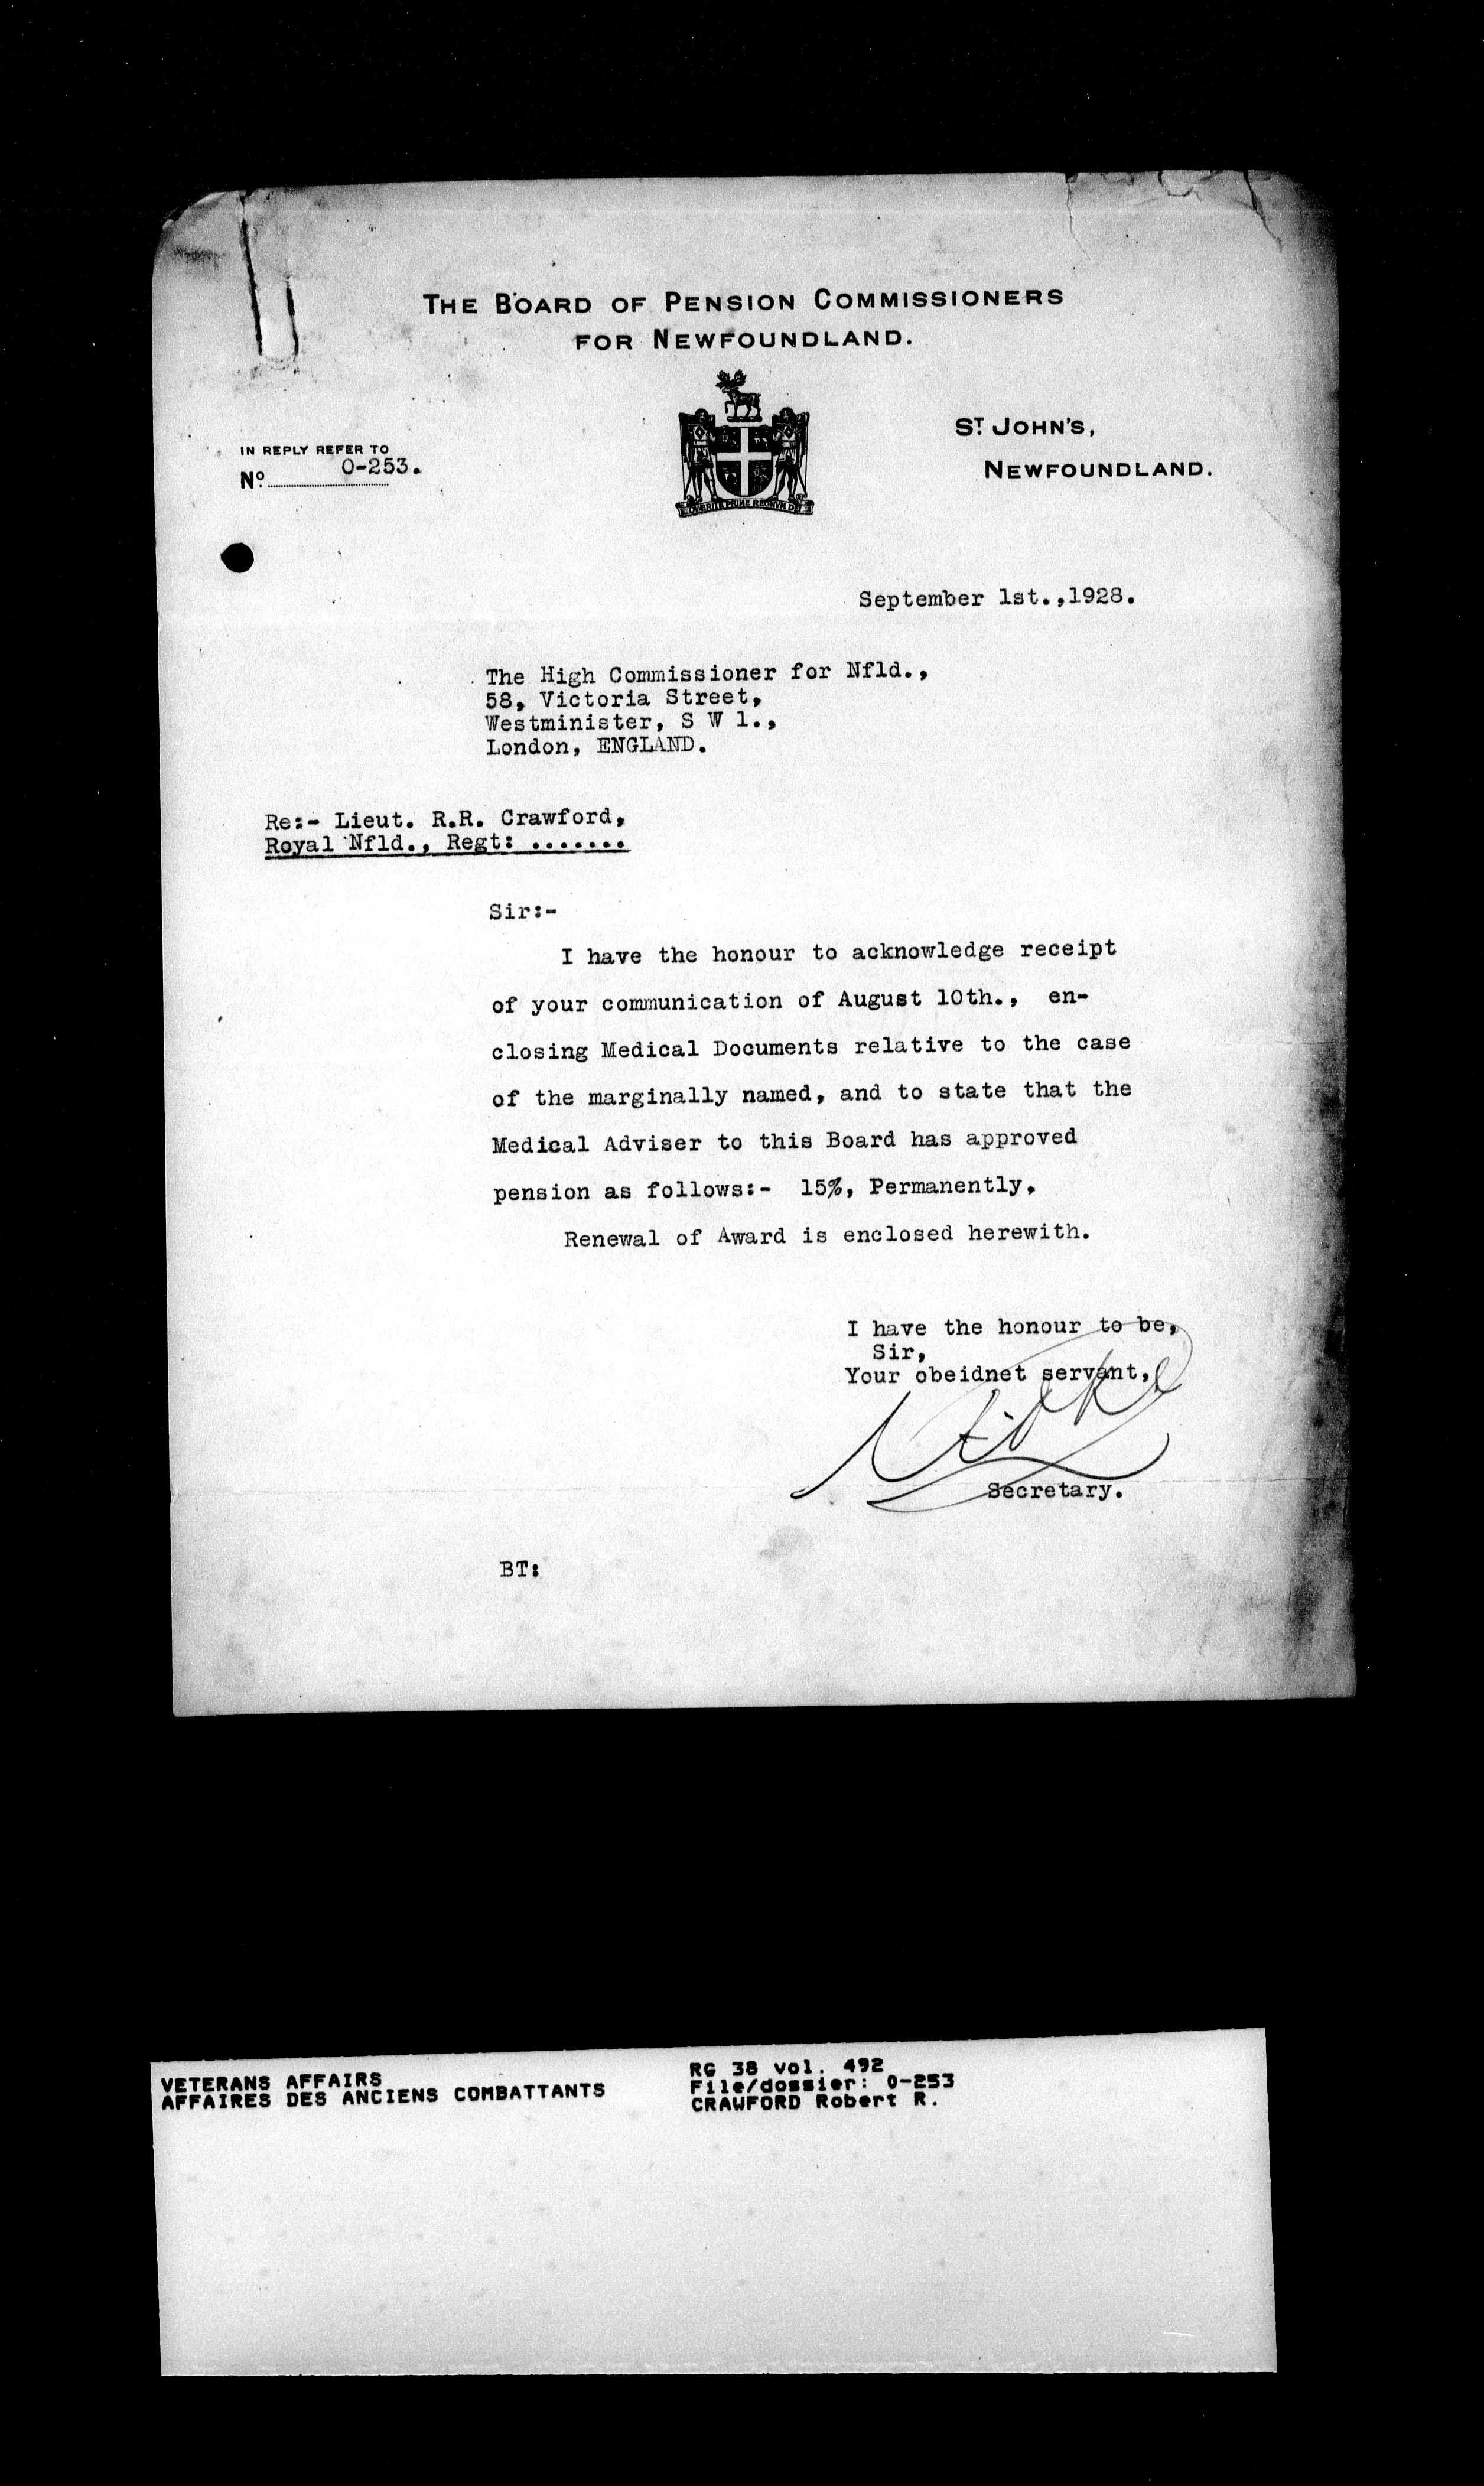 THE BOARD OF PENSION COMMISSIONERS
FOR NEWFOUNDLAND.
IN REPLY REFER TO
No. O-253.
ST. JOHN'S,
NEWFOUNDLAND.
QUÆRITE PRIME REGNVM DEI
September 1st.,1928.
The High Commissioner for Nfld.,
58, Victoria Street,
Westminister, S W 1.,
London, ENGLAND.
Re:- Lieut. R.R. Crawford,
Royal Nfld., Regt: .......
Sir:-
I have the honour to acknowledge receipt
of your communication of August 10th., en-
closing Medical Documents relative to the case
of the marginally named, and to state that the
Medical Adviser to this Board has approved
pension as follows:- 15%, Permanently.
Renewal of Award is enclosed herewith.
I have the honour to be,
Sir,
Your obeidnet servant,
Secretary.
BT:
VETERANS AFFAIRS
AFFAIRES DES ANCIENS COMBATTANTS
RG 38 vol. 492
File/dossier: 0-253
CRAWFORD Robert R.